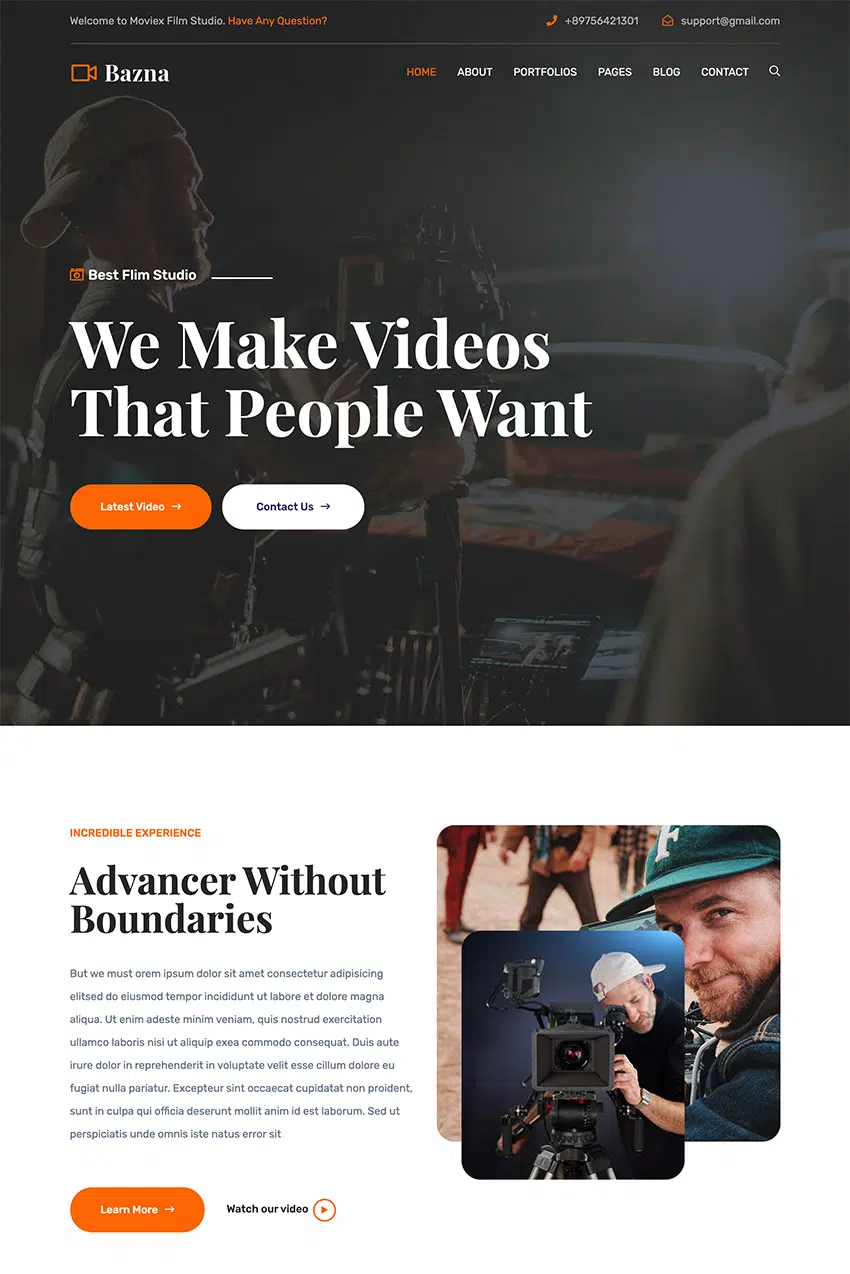 Welcome to Moviex Film Studio. Have Any Question?
+89756421301
support@gmail.com
Bazna
HOME ABOUT PORTFOLIOS PAGES BLOG CONTACT
Best Flim Studio
We Make Videos
That People Want
Latest Video →
Contact Us →
INCREDIBLE EXPERIENCE
Advancer Without
Boundaries
But we must orem ipsum dolor sit amet consectetur adipisicing
elitsed do eiusmod tempor incididunt ut labore et dolore magna
aliqua. Ut enim adeste minim veniam, quis nostrud exercitation
ullamco laboris nisi ut aliquip exea commodo consequat. Duis aute
irure dolor in reprehenderit in voluptate velit esse cillum dolore eu
fugiat nulla pariatur. Excepteur sint occaecat cupidatat non proident,
sunt in culpa qui officia deserunt mollit anim id est laborum. Sed ut
perspiciatis unde omnis iste natus error sit
F
Learn More →
Watch our video